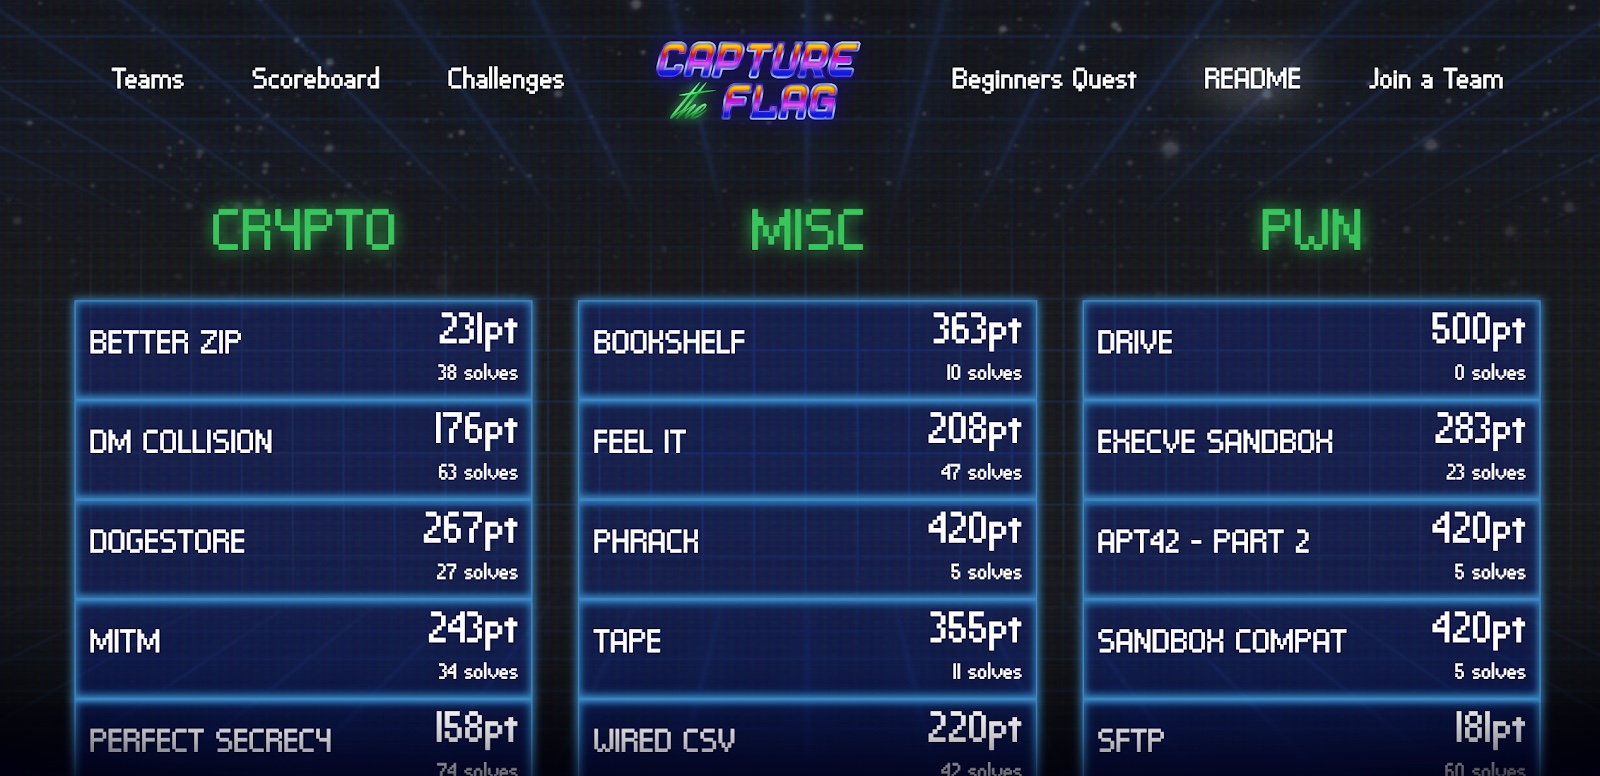 Teams
Scoreboard
Challenges
CAPTURE
the FLAG
Beginners Quest
README
Join a Team
CRYPTO
BETTER ZIP
231pt
38 solves
DM COLLISION
176pt
63 solves
DOGESTORE
267pt
27 solves
MITM
243pt
34 solves
PERFECT SECRECY
158pt
74 solves
MISC
BOOKSHELF
363pt
10 solves
FEEL IT
208pt
47 solves
PHRACK
420pt
5 solves
TAPE
355pt
11 solves
WIRED CSV
220pt
42 solves
PWN
DRIVE
500pt
0 solves
EXECVE SANDBOX
283pt
23 solves
APT42 - PART 2
420pt
5 solves
SANDBOX COMPAT
420pt
5 solves
SFTP
181pt
60 solves